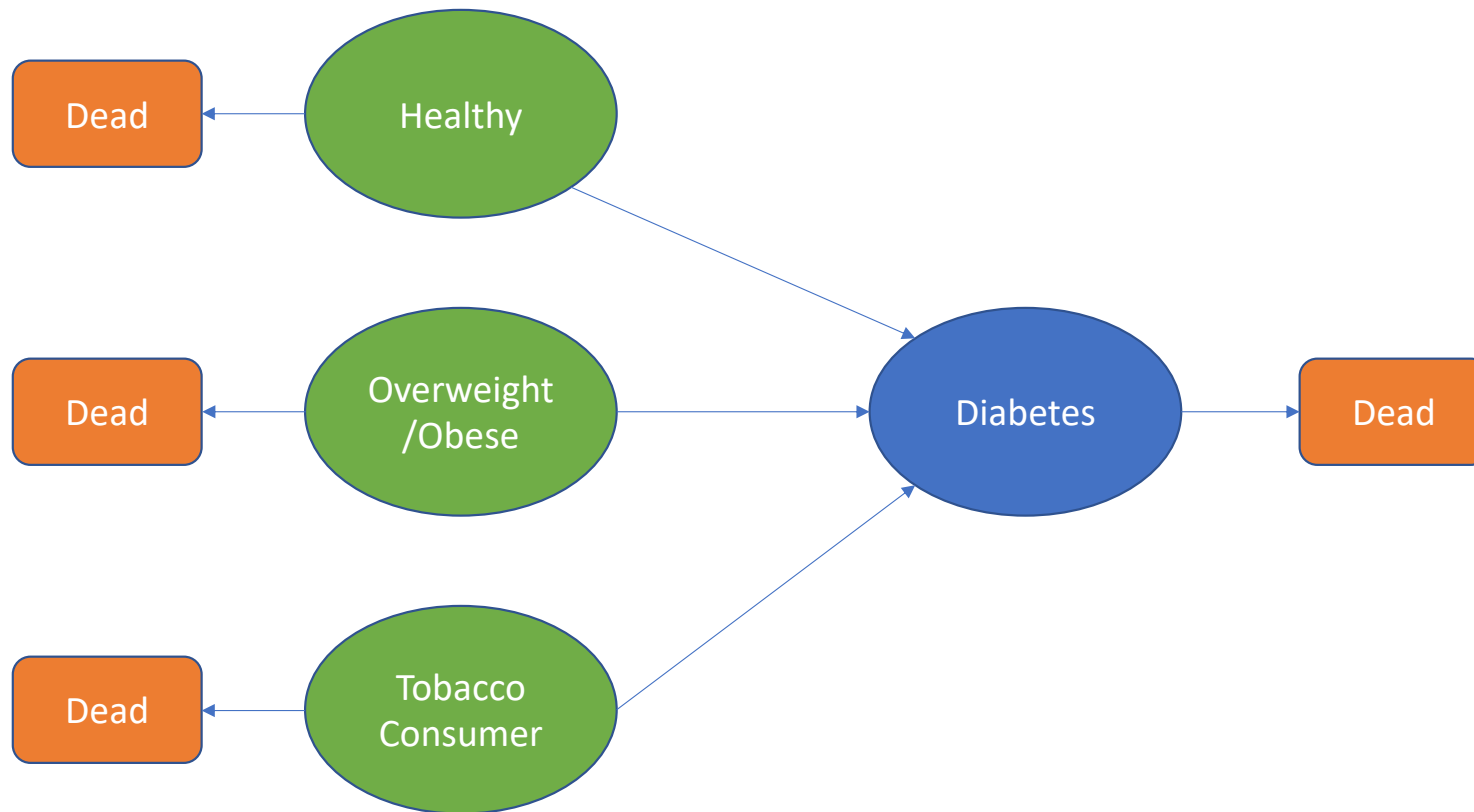 Dead
Healthy
Dead
Overweight
/Obese
Diabetes
Dead
Dead
Tobacco
Consumer